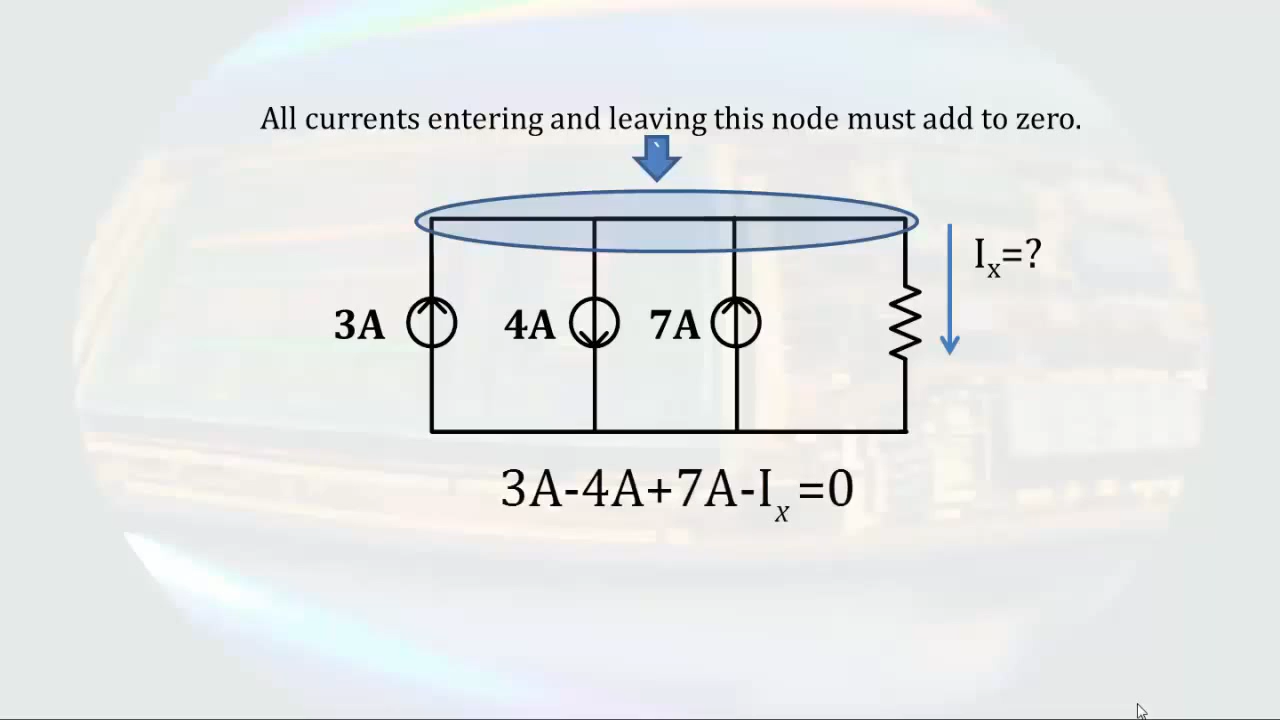 All currents entering and leaving this node must add to zero.
Ix=?
3A 4A 7A
3A-4A+7A-Ix=0